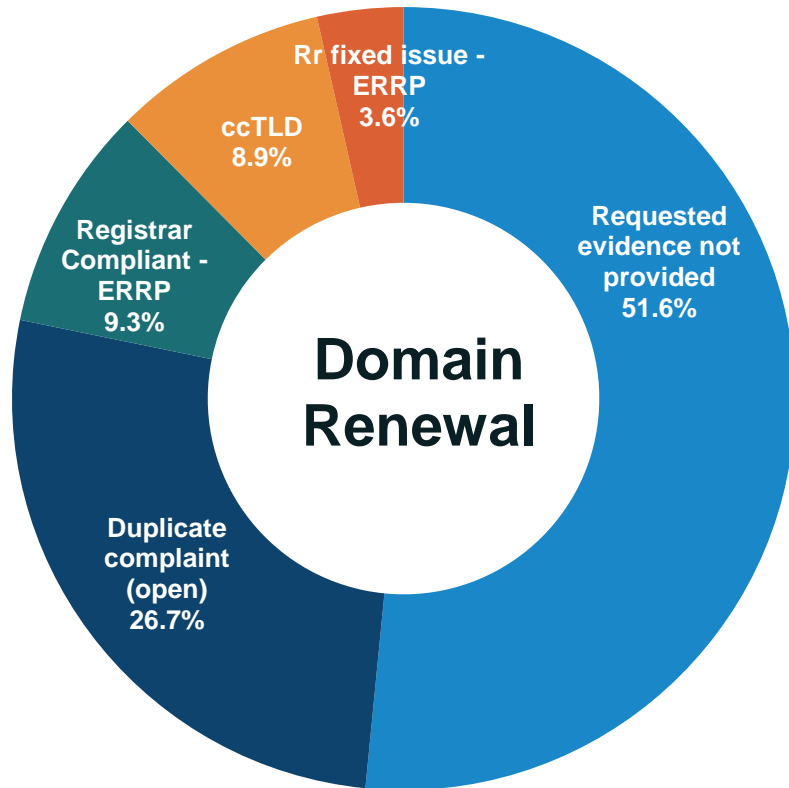 Rr fixed issue -
ERRP
3.6%
ccTLD
8.9%
Requested
evidence not
provided
51.6%
Registrar
Compliant -
ERRP
9.3%
Domain
Renewal
Duplicate
complaint
(open)
26.7%